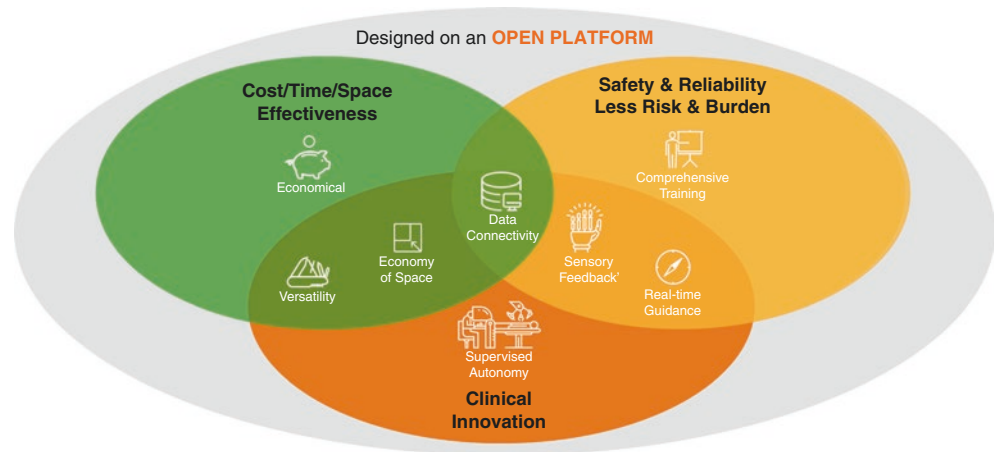 Designed on an OPEN PLATFORM
Cost/Time/Space
Effectiveness
Safety & Reliability
Less Risk & Burden
Economical
Comprehensive
Training
Data
Connectivity
Economy
of Space
Sensory
Feedback'
Versatility
Real-time
Guidance
Supervised
Autonomy
Clinical
Innovation